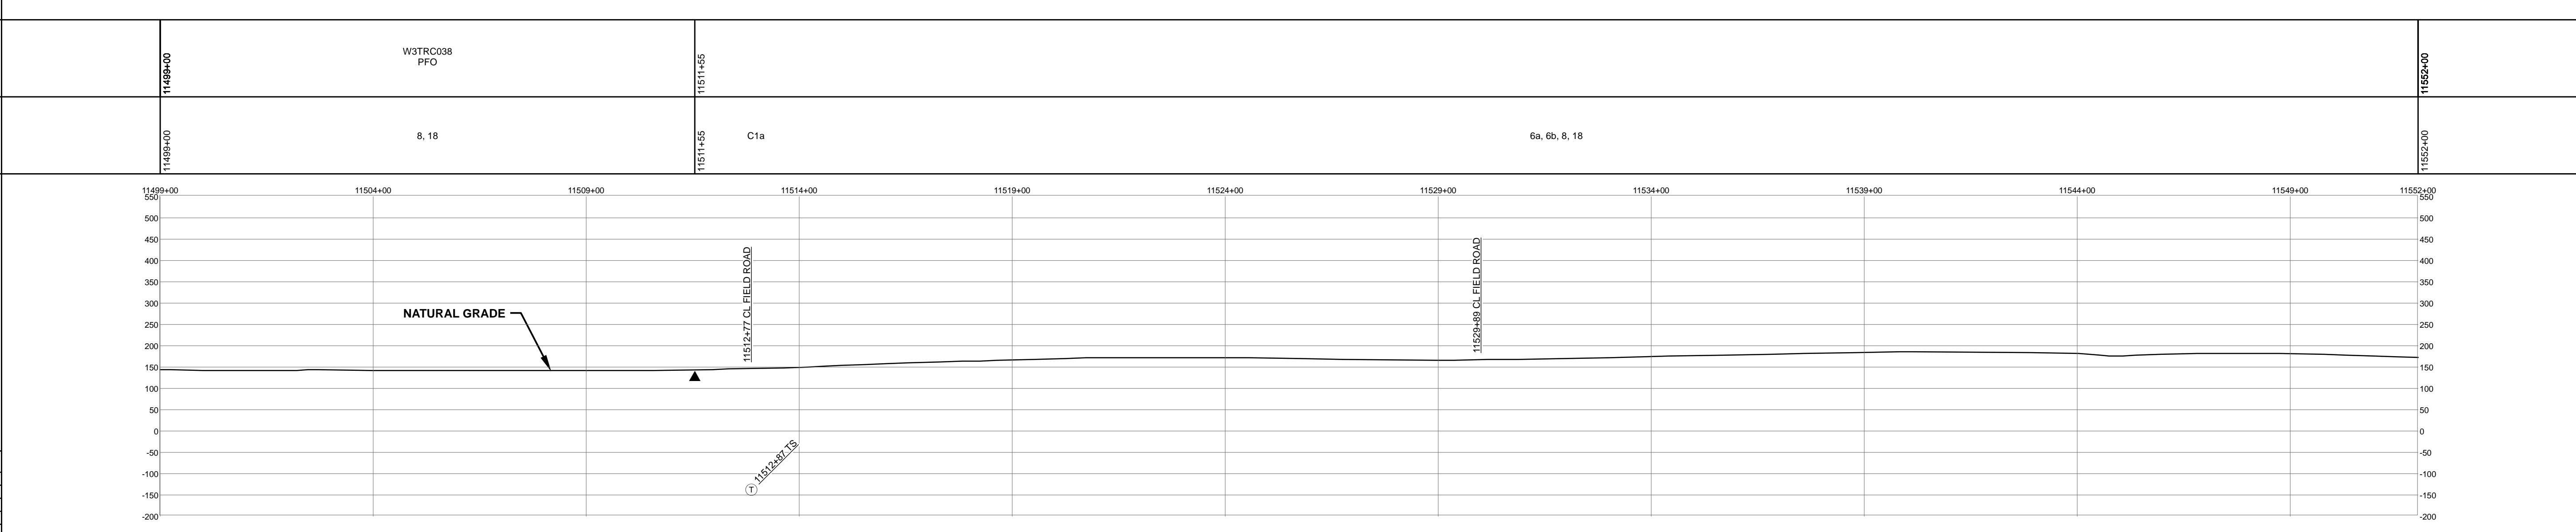 11499+00
W3TRC038
PFO
11511+55
11552+00
11499+00
8, 18
11511+55
C1a
6a, 6b, 8, 18
11552+00
11499+00 11504+00 11509+00 11514+00 11519+00 11524+00 11529+00 11534+00 11539+00 11544+00 11549+00 11552+00
550 550
500 500
450 450
400 400
350 350
300 300
250 250
200 200
150 150
100 100
50 50
0 0
-50 -50
-100 -100
-150 -150
-200 -200
NATURAL GRADE
11512+77 CL FIELD ROAD
11529+89 CL FIELD ROAD
T 11512+87 TS